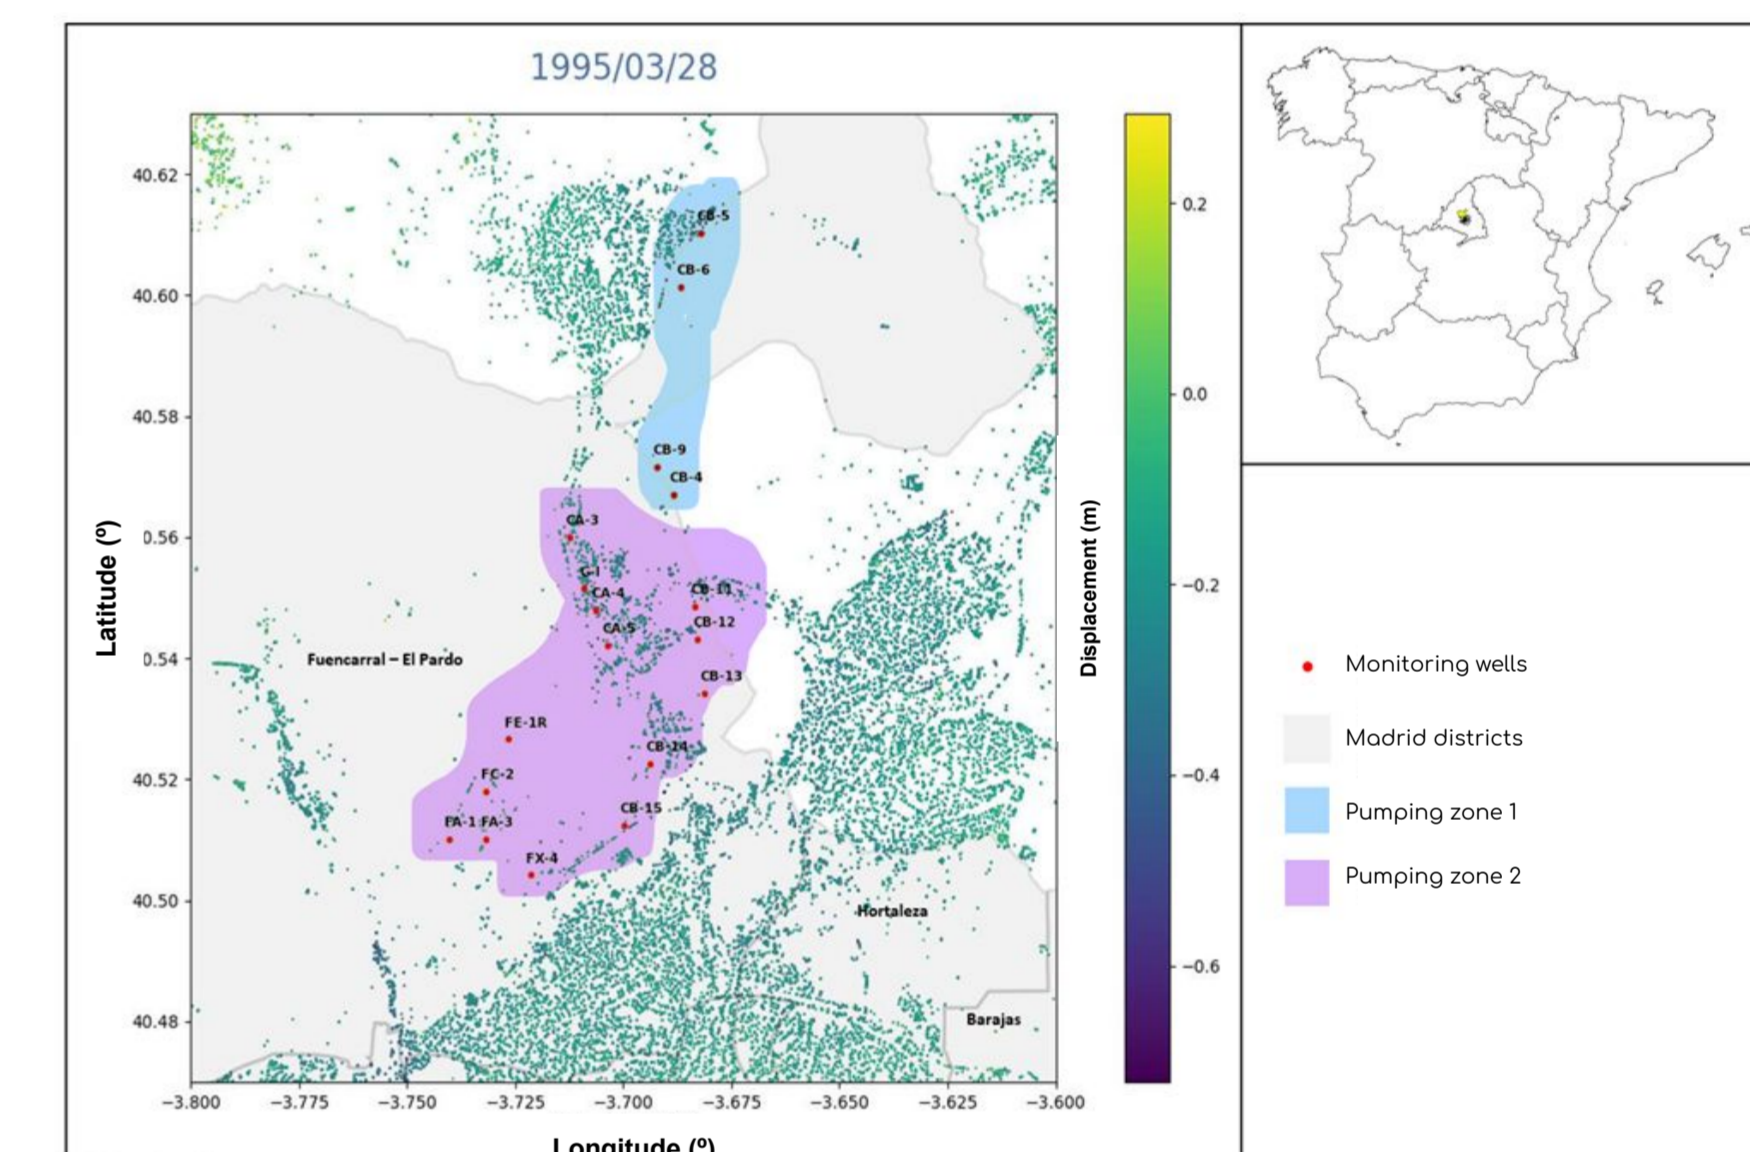 1995/03/28
40.62
40.60
40.58
0.56
0.54
40.52
40.50
40.48
Latitude (º)
−3.800 −3.775 −3.750 −3.725 −3.700 −3.675 −3.650 −3.625 −3.600
Longitude (º)
CB-5
CB-6
CB-9
CB-4
CA-3
G-I
CA-4
CB-11
CA-5
CB-12
Fuencarral – El Pardo
CB-13
FE-1R
CB-14
FC-2
CB-15
FA-1 FA-3
FX-4
Hortaleza
Barajas
0.2
0.0
−0.2
−0.4
−0.6
Displacement (m)
Monitoring wells
Madrid districts
Pumping zone 1
Pumping zone 2